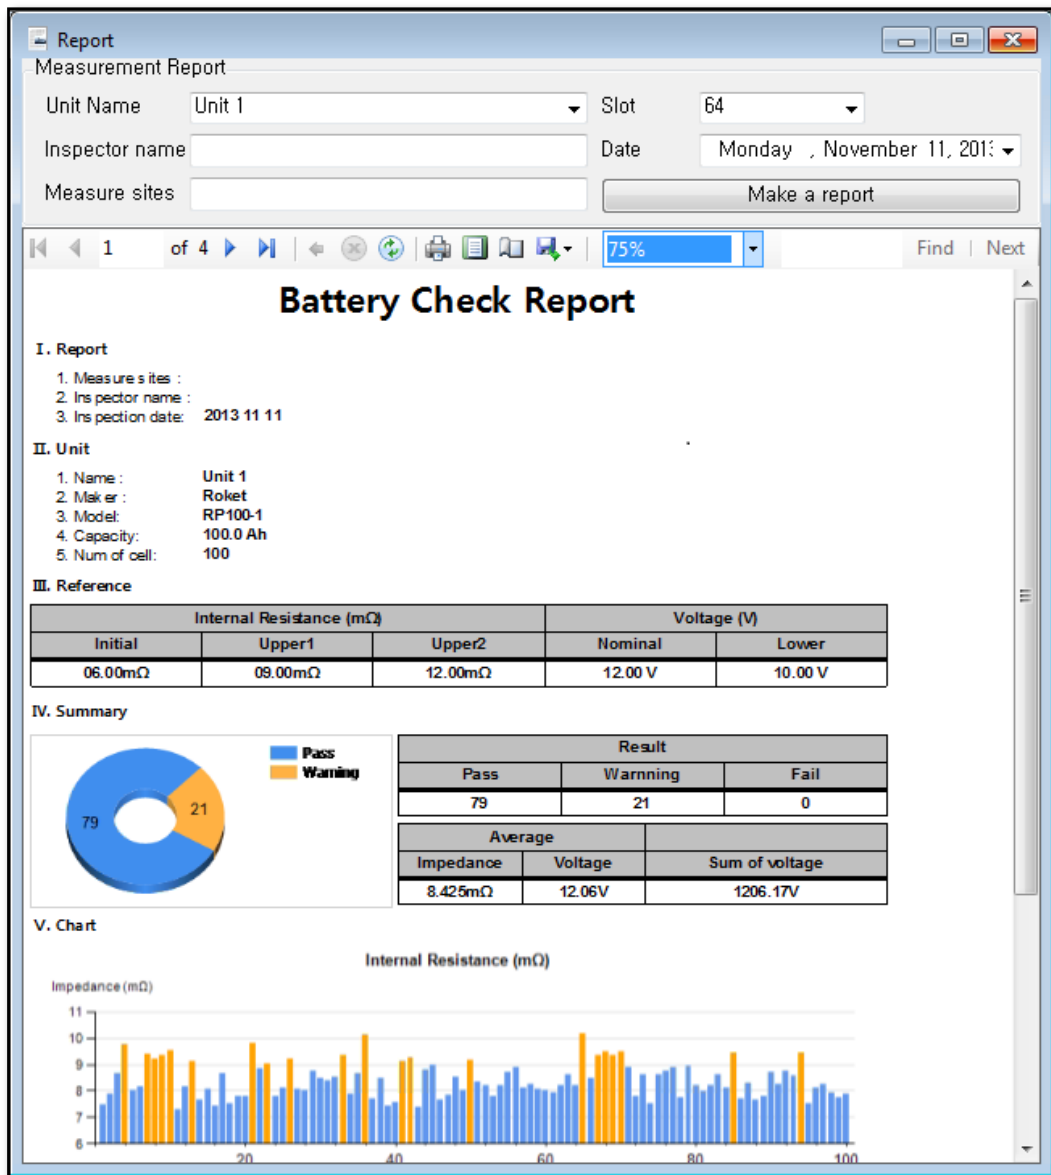 Report
Measurement Report
Unit Name Unit 1 Slot 64
Inspector name Date Monday , November 11, 201
Measure sites Make a report
1 of 4 75% Find | Next
Battery Check Report
I. Report
1. Measure sites :
2. Inspector name :
3. Inspection date: 2013 11 11
II. Unit
1. Name : Unit 1
2. Maker : Roket
3. Model: RP100-1
4. Capacity: 100.0 Ah
5. Num of cell: 100
III. Reference
Internal Resistance (mΩ) Voltage (V)
Initial Upper1 Upper2 Nominal Lower
06.00mΩ 09.00mΩ 12.00mΩ 12.00 V 10.00 V
IV. Summary
Pass
Warning
79
21
Result
Pass Warnning Fail
79 21 0
Average
Impedance Voltage Sum of voltage
8.425mΩ 12.06V 1206.17V
V. Chart
Internal Resistance (mΩ)
Impedance (mΩ)
11
10
9
8
7
6
20 40 60 80 100